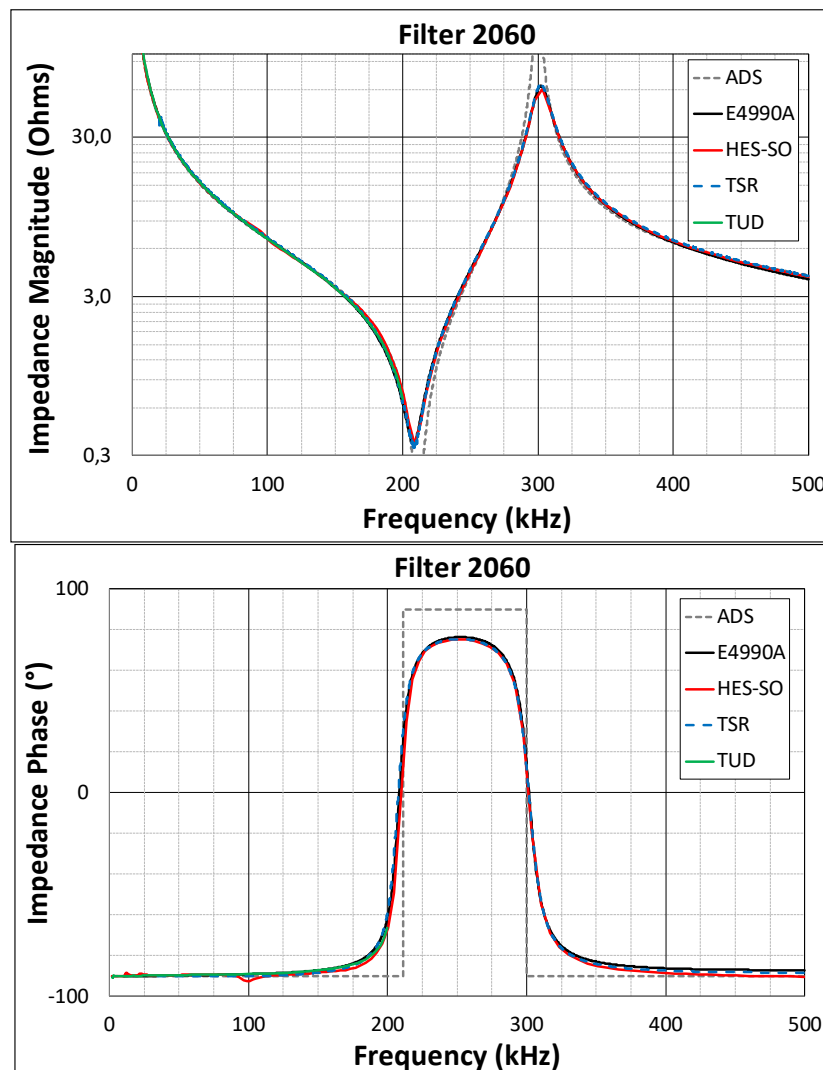 Filter 2060
Impedance Magnitude (Ohms)
30,0
3,0
0,3
ADS
E4990A
HES-SO
TSR
TUD
0 100 200 300 400 500
Frequency (kHz)
Filter 2060
Impedance Phase (°)
100
0
-100
ADS
E4990A
HES-SO
TSR
TUD
0 100 200 300 400 500
Frequency (kHz)